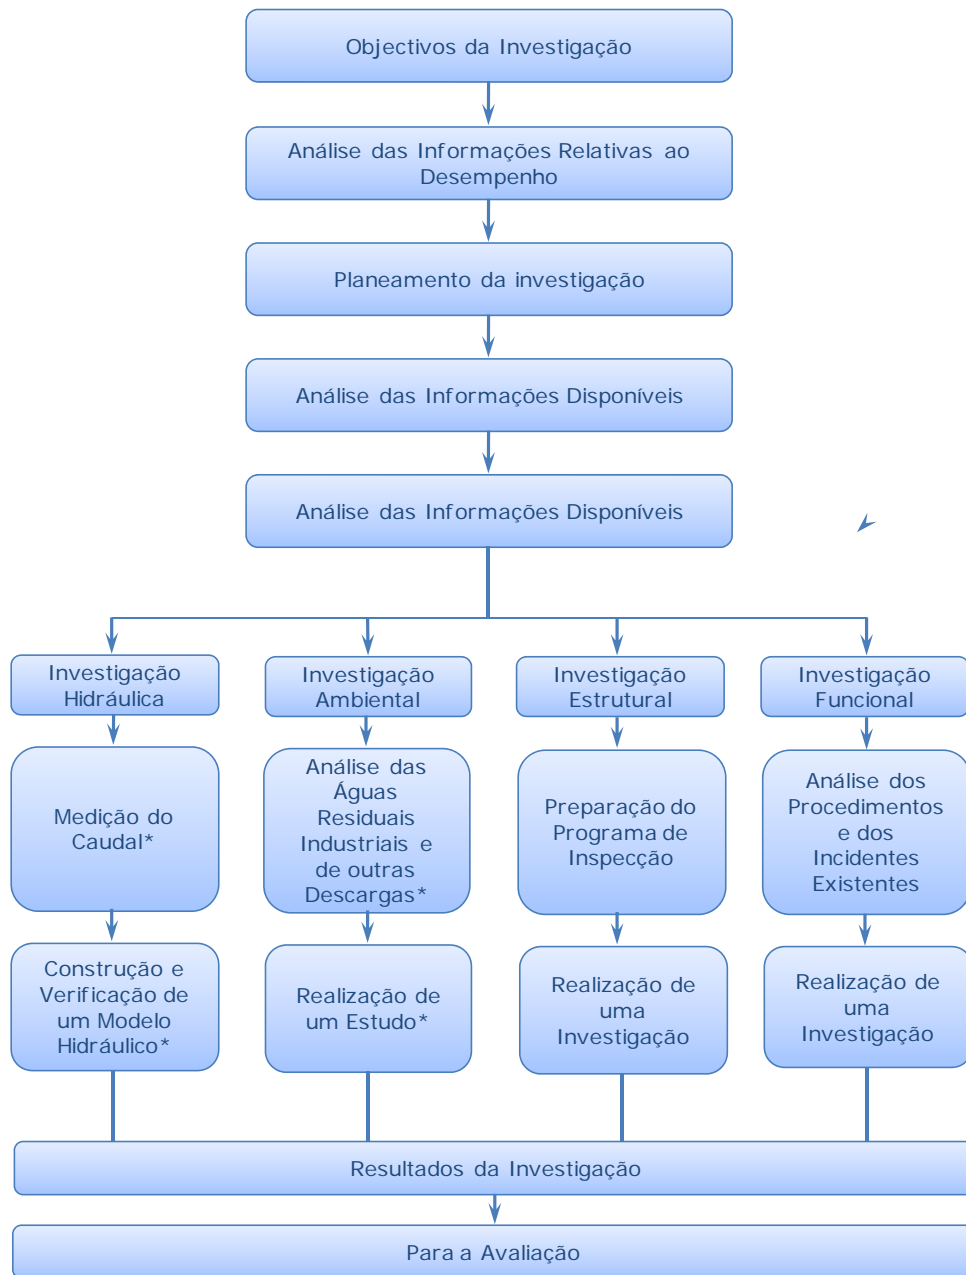 Objectivos da Investigação
Análise das Informações Relativas ao
Desempenho
Planeamento da investigação
Análise das Informações Disponíveis
Análise das Informações Disponíveis
Investigação
Hidráulica
Investigação
Ambiental
Investigação
Estrutural
Investigação
Funcional
Medição do
Caudal*
Análise das
Águas
Residuais
Industriais e
de outras
Descargas*
Preparação do
Programa de
Inspecção
Análise dos
Procedimentos
e dos
Incidentes
Existentes
Construção e
Verificação de
um Modelo
Hidráulico*
Realização de
um Estudo*
Realização de
uma
Investigação
Realização de
uma
Investigação
Resultados da Investigação
Para a Avaliação